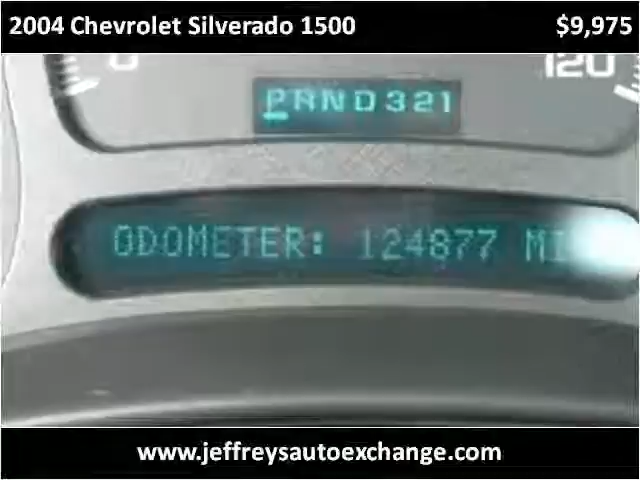 2004 Chevrolet Silverado 1500 $9,975
0 120
PRND321
ODOMETER: 124877 MI
www.jeffreysautoexchange.com